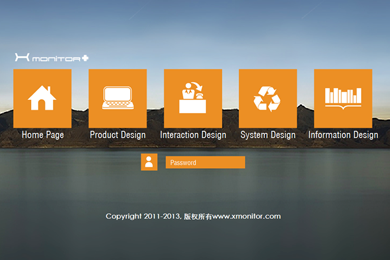 XMONITOR+
Home Page
Product Design
Interaction Design
System Design
Information Design
Password
Copyright 2011-2013, 版权所有www.xmonitor.com